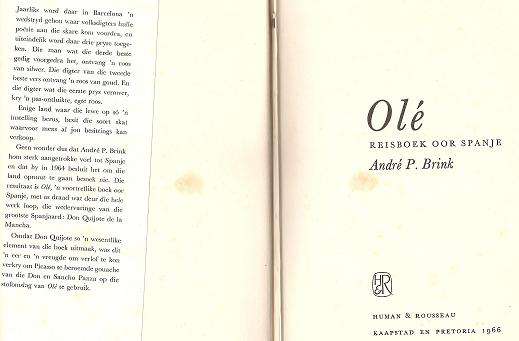 Jaarliks word daar in Barcelona 'n
wedstryd gehou waar volksdigters hulle
poësie aan die skare kom voordra, en
uiteindelik word daar drie pryse toege-
ken. Die man wat die derde beste
gedig voorgedra het, ontvang 'n roos
van silwer. Die digter van die tweede
beste vers ontvang 'n roos van goud. En
die digter wat die eerste prys verower,
kry 'n pas-ontluikte, egte roos.
Enige land waar die lewe op só 'n
instelling berus, besit die soort skat
waarvoor mens al jou besittings kan
verkoop.
Geen wonder dus dat André P. Brink
hom sterk aangetrokke voel tot Spanje
en dat hy in 1964 besluit het om die
land opnuut te gaan besoek nie. Die
resultaat is Olé, 'n voortreflike boek oor
Spanje, met as draad wat deur die hele
werk loop, die wedervaringe van die
grootste Spanjaard: Don Quijote de la
Mancha.
Omdat Don Quijote so 'n wesentlike
element van die boek uitmaak, was dit
'n eer en 'n vreugde om verlof te kon
verkry om Picasso se beroemde gouache
van die Don en Sancho Panza op die
stofomslag van Olé te gebruik.
Olé
REISBOEK OOR SPANJE
André P. Brink
H&R
HUMAN & ROUSSEAU
KAAPSTAD EN PRETORIA 1966